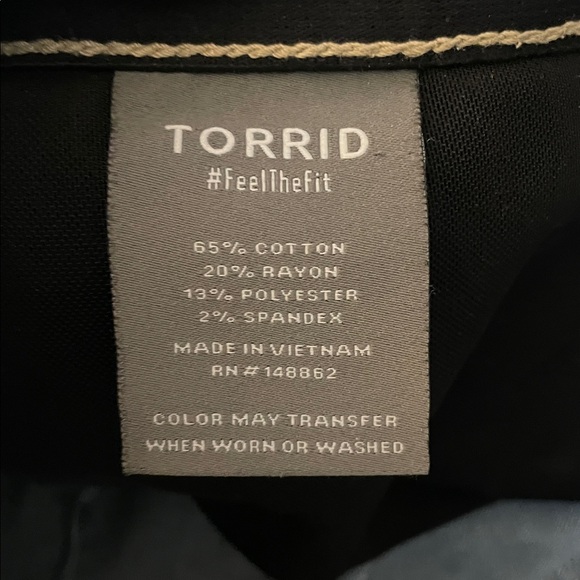 TORRID
#FeelTheFit
65% COTTON
20% RAYON
13% POLYESTER
2% SPANDEX
MADE IN VIETNAM
RN # 148862
COLOR MAY TRANSFER
WHEN WORN OR WASHED